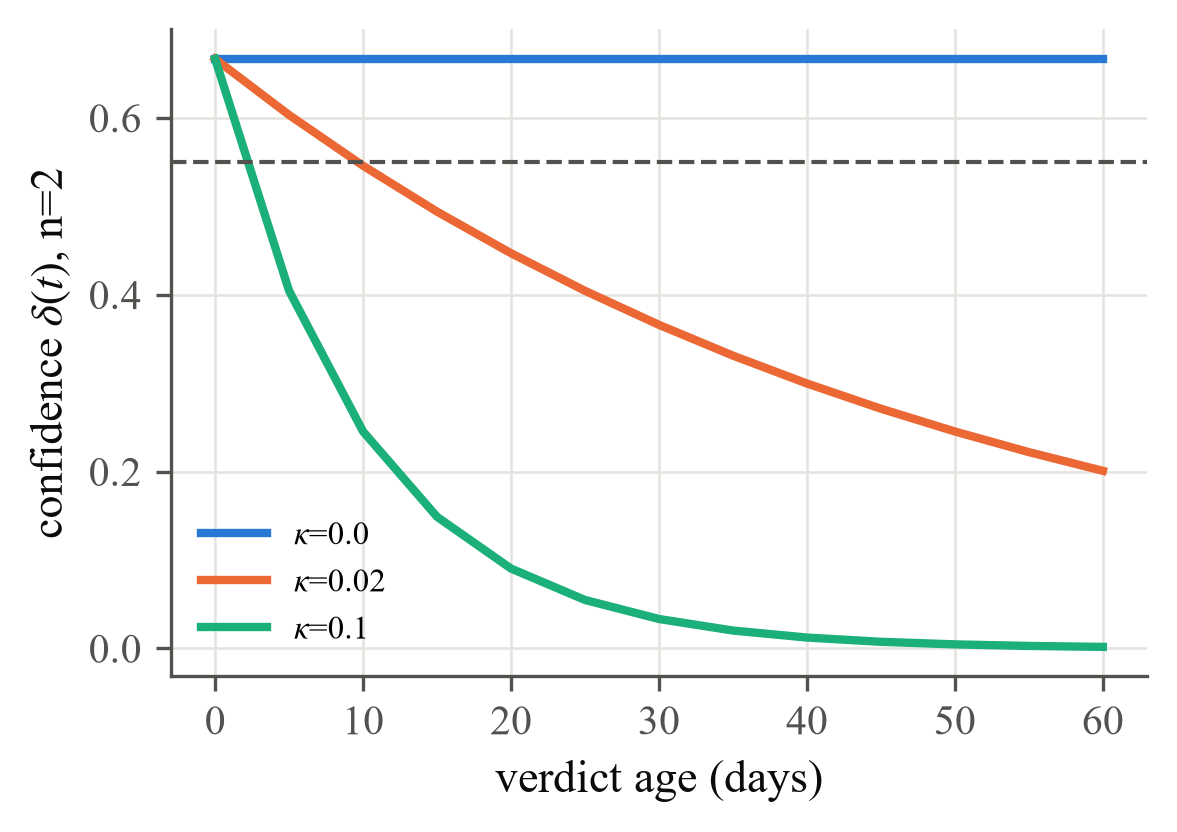 confidence δ(t), n=2
0.6
0.4
0.2
0.0
κ=0.0
κ=0.02
κ=0.1
0 10 20 30 40 50 60
verdict age (days)